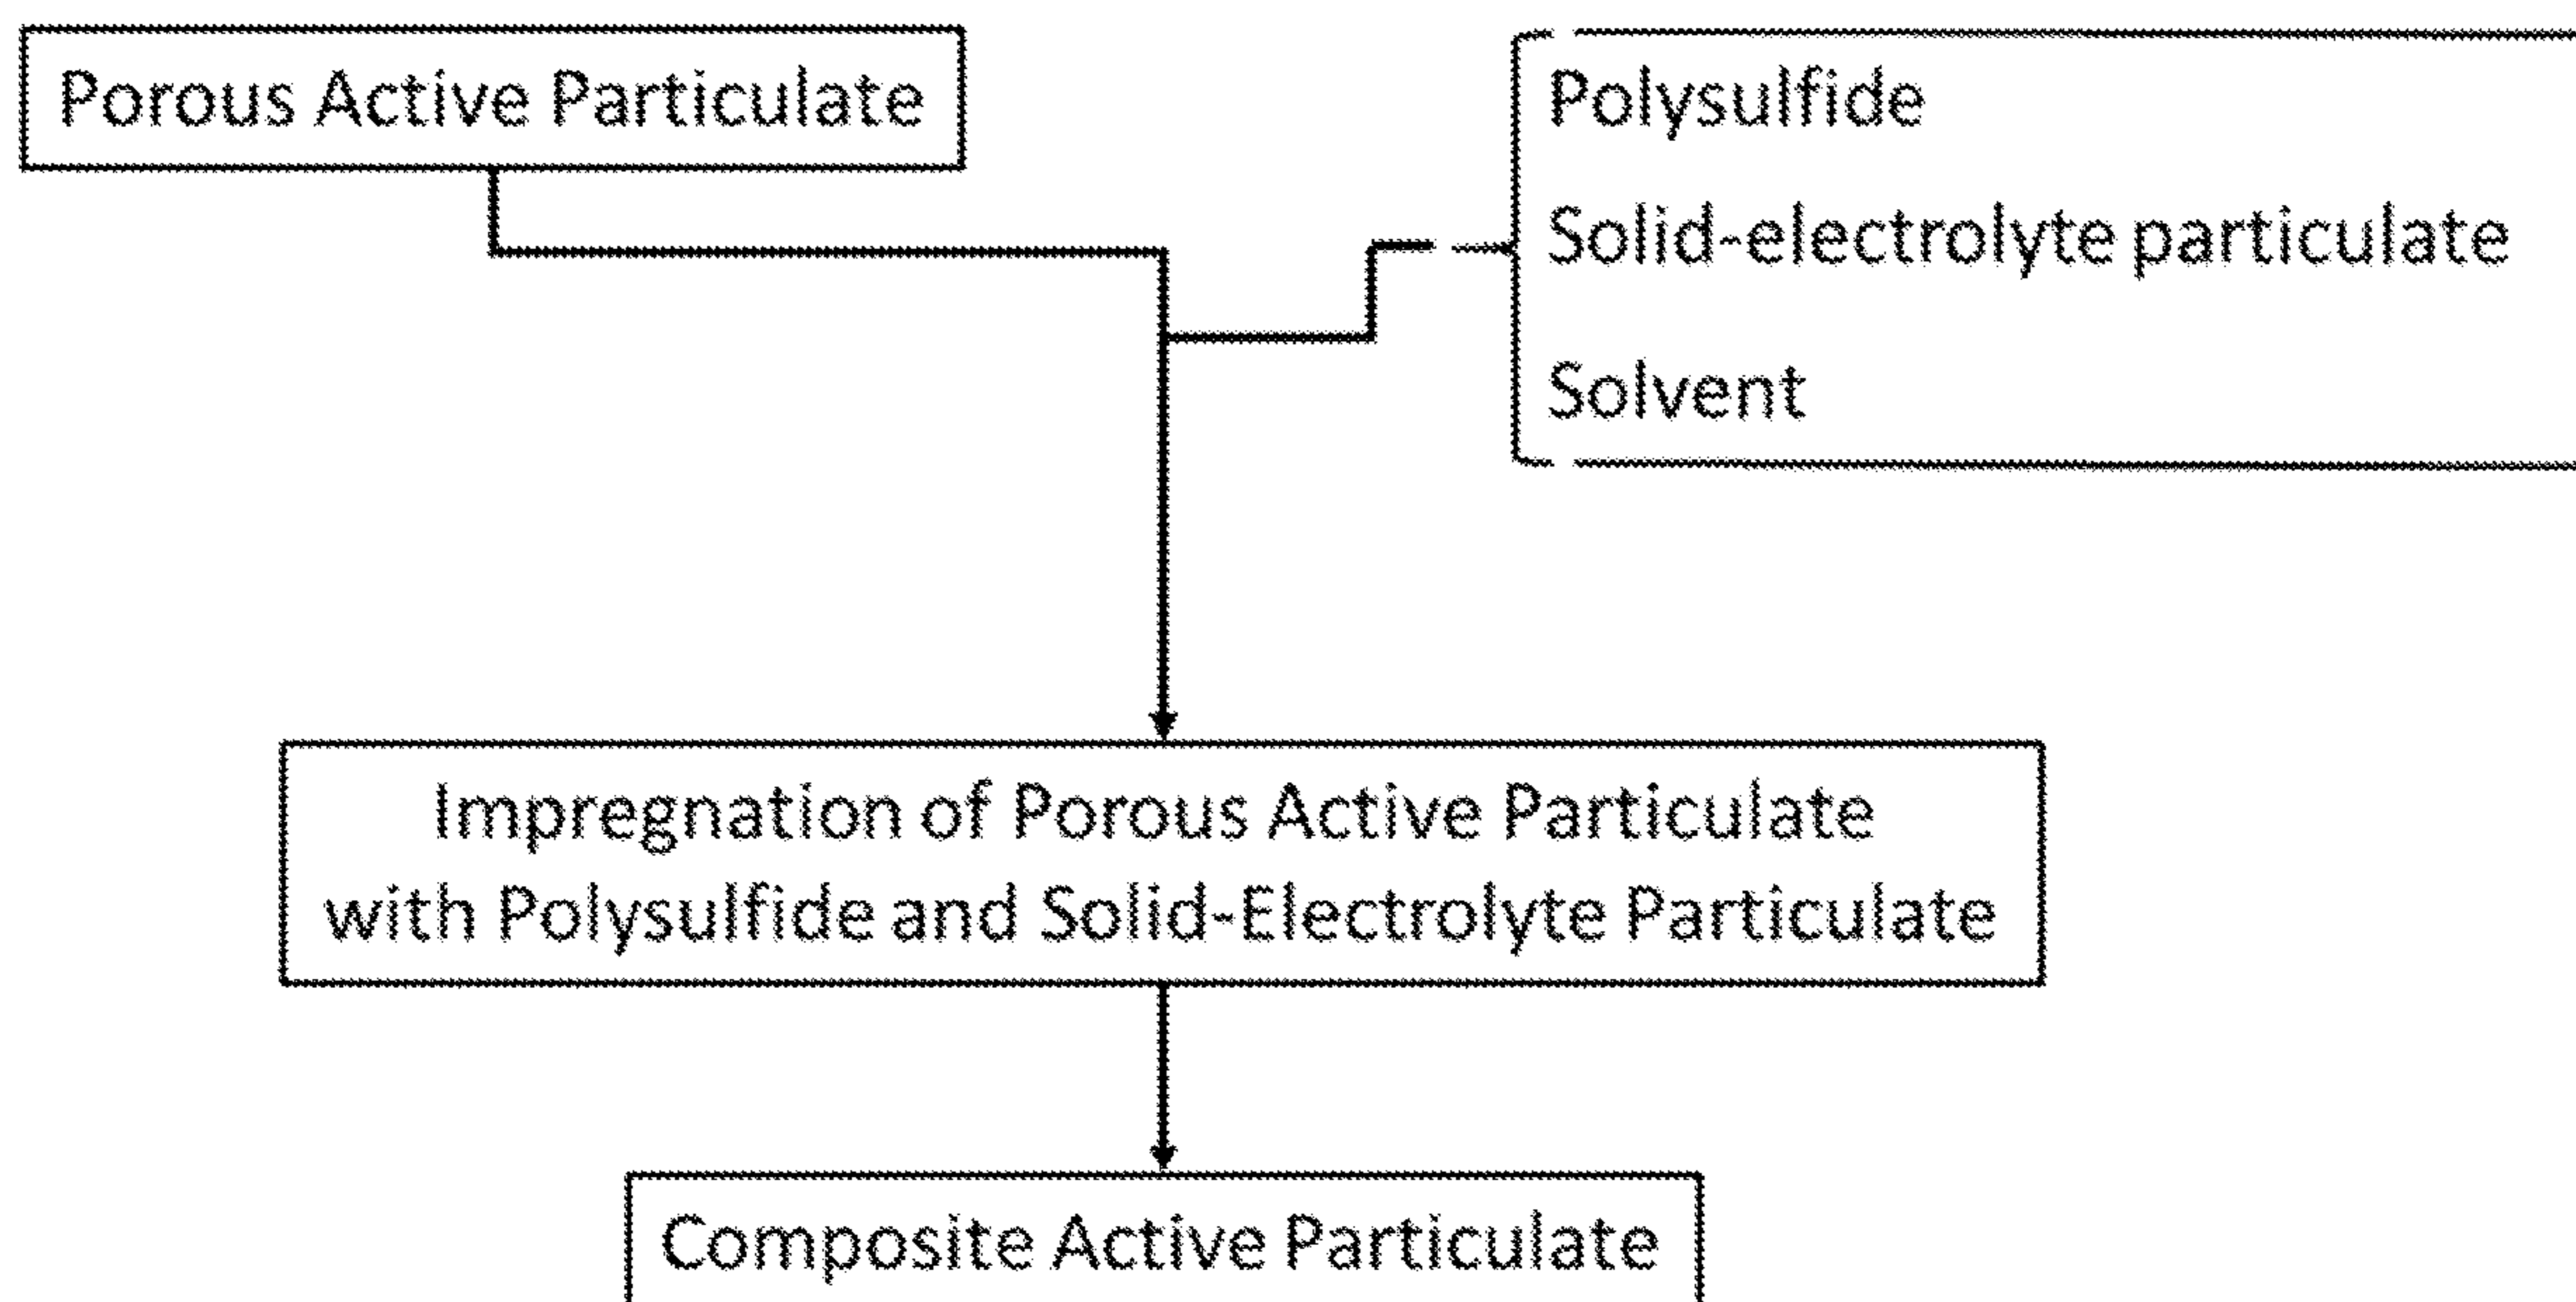 Porous Active Particulate
Polysulfide
Solid-electrolyte particulate
Solvent
Impregnation of Porous Active Particulate
with Polysulfide and Solid-Electrolyte Particulate
Composite Active Particulate